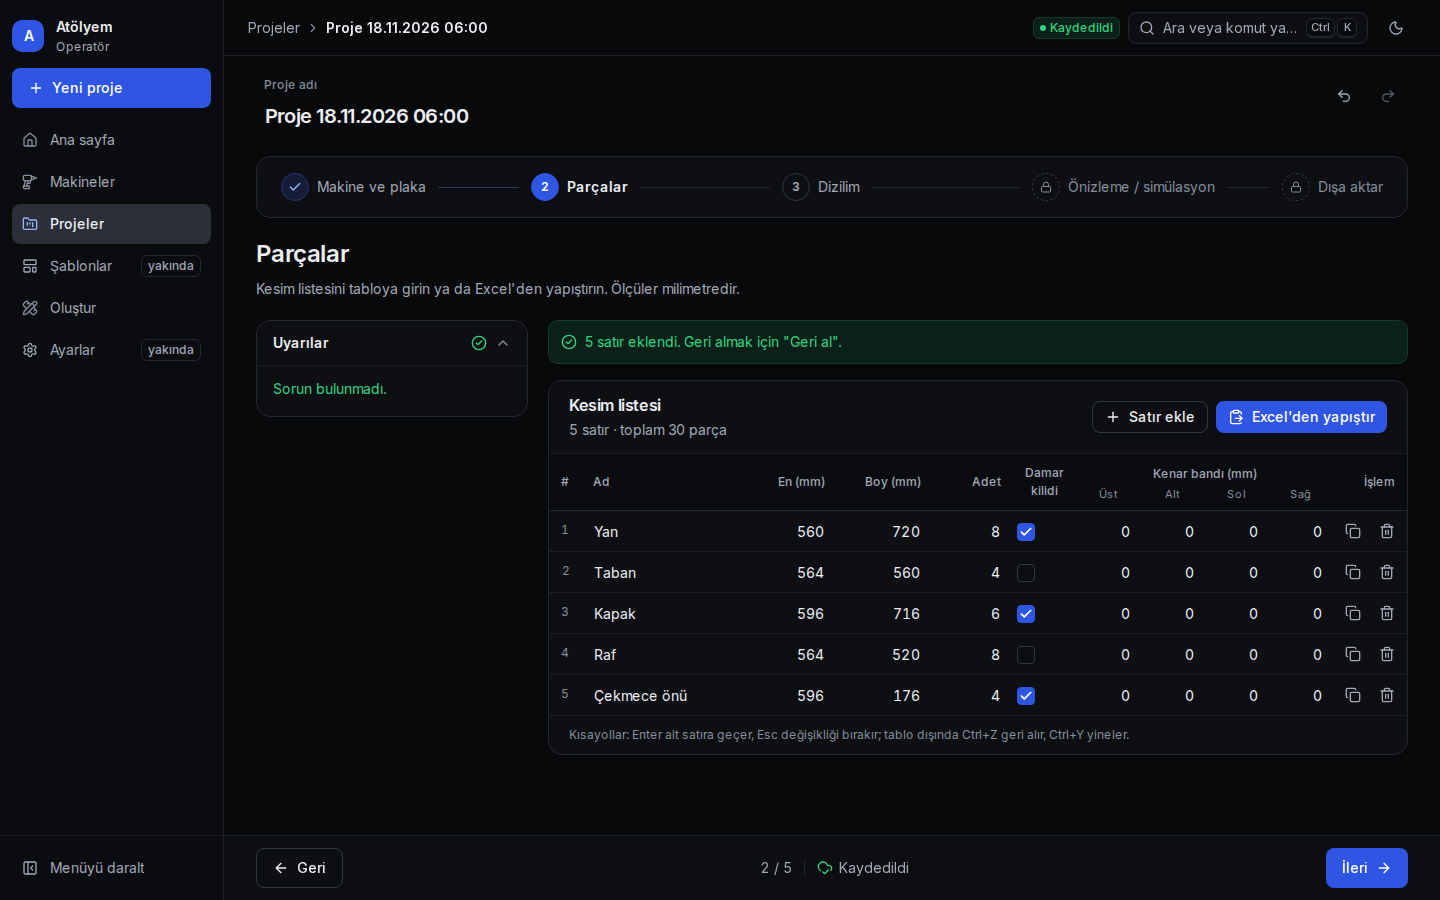 A
Atölyem
Operatör
Yeni proje
Ana sayfa
Makineler
Projeler
Şablonlar yakında
Oluştur
Ayarlar yakında
Menüyü daralt
Projeler > Proje 18.11.2026 06:00
Kaydedildi
Ara veya komut ya... Ctrl K
Proje adı
Proje 18.11.2026 06:00
Makine ve plaka
2 Parçalar
3 Dizilim
Önizleme / simülasyon
Dışa aktar
Parçalar
Kesim listesini tabloya girin ya da Excel'den yapıştırın. Ölçüler milimetredir.
Uyarılar
Sorun bulunmadı.
5 satır eklendi. Geri almak için "Geri al".
Kesim listesi
5 satır · toplam 30 parça
Satır ekle
Excel'den yapıştır
# Ad En (mm) Boy (mm) Adet Damar kilidi Kenar bandı (mm) İşlem
Üst Alt Sol Sağ
1 Yan 560 720 8 0 0 0 0
2 Taban 564 560 4 0 0 0 0
3 Kapak 596 716 6 0 0 0 0
4 Raf 564 520 8 0 0 0 0
5 Çekmece önü 596 176 4 0 0 0 0
Kısayollar: Enter alt satıra geçer, Esc değişikliği bırakır; tablo dışında Ctrl+Z geri alır, Ctrl+Y yineler.
Geri
2 / 5
Kaydedildi
İleri